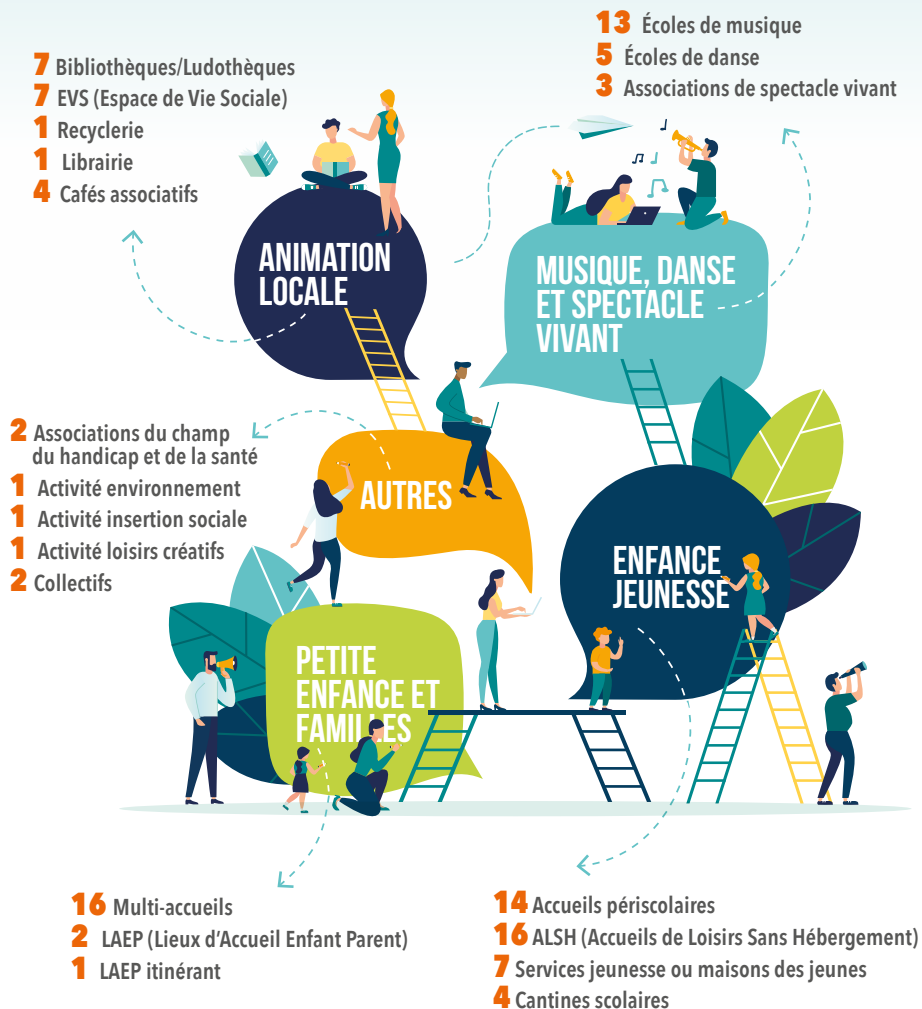 13 Écoles de musique
5 Écoles de danse
3 Associations de spectacle vivant
7 Bibliothèques/Ludothèques
7 EVS (Espace de Vie Sociale)
1 Recyclerie
1 Librairie
4 Cafés associatifs
ANIMATION
LOCALE
MUSIQUE, DANSE
ET SPECTACLE
VIVANT
2 Associations du champ
du handicap et de la santé
1 Activité environnement
1 Activité insertion sociale
1 Activité loisirs créatifs
2 Collectifs
AUTRES
ENFANCE
JEUNESSE
PETITE
ENFANCE ET
FAMILLES
16 Multi-accueils
2 LAEP (Lieux d'Accueil Enfant Parent)
1 LAEP itinérant
14 Accueils périscolaires
16 ALSH (Accueils de Loisirs Sans Hébergement)
7 Services jeunesse ou maisons des jeunes
4 Cantines scolaires